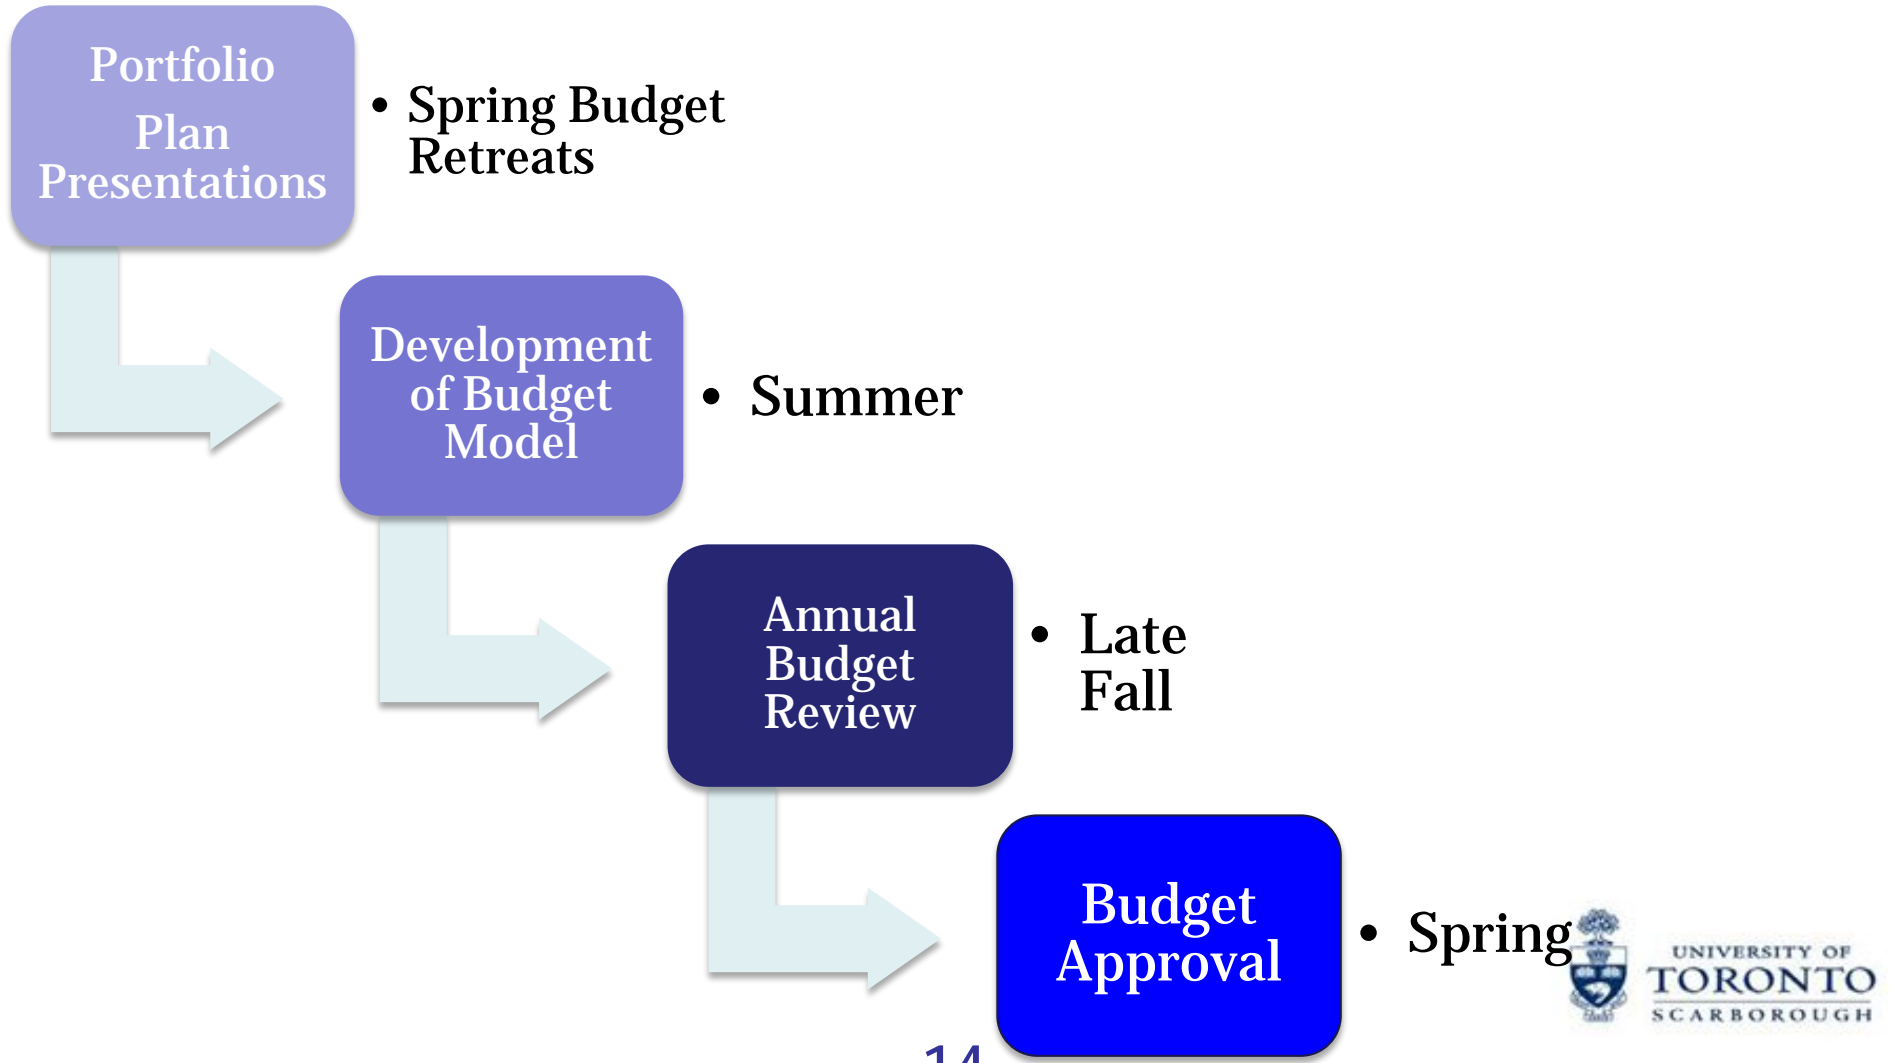 Portfolio
Plan
Presentations
• Spring Budget
Retreats
Development
of Budget
Model
• Summer
Annual
Budget
Review
• Late
Fall
Budget
Approval
• Spring
UNIVERSITY OF
TORONTO
SCARBOROUGH
14